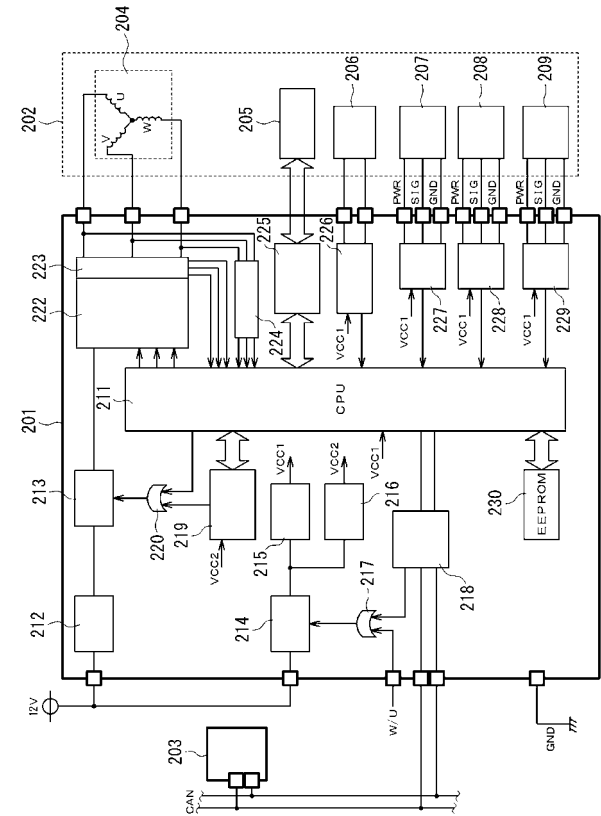 204
202
U
V
W
205
206
207
208
209
PWR
SIG
GND
PWR
SIG
GND
PWR
SIG
GND
223
222
225
226
224
VCC1
VCC1
227
VCC1
228
VCC1
229
211
CPU
201
213
220
219
VCC2
VCC1
215
VCC2
216
VCC1
230
EEPROM
212
214
217
218
12V
W/U
GND
203
CAN